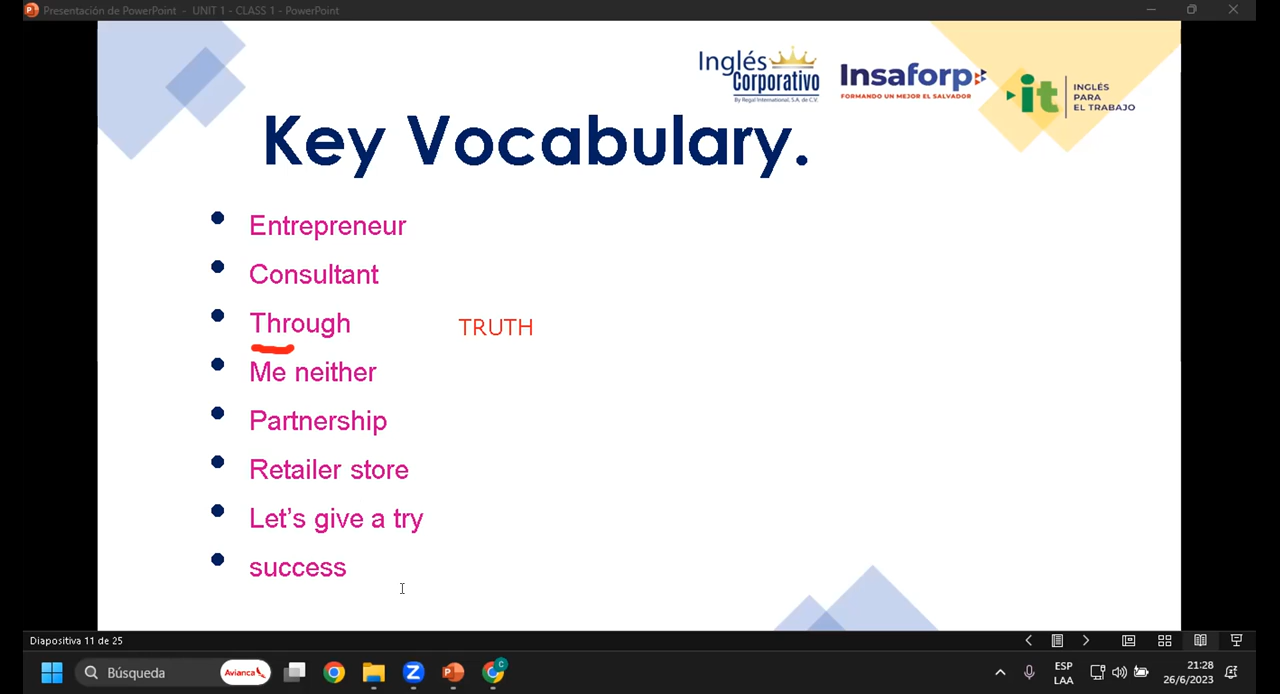 Presentación de PowerPoint - UNIT 1 - CLASS 1 - PowerPoint
Inglés
Corporativo
By Regal International, S.A. de C.V.
Insaforp
FORMANDO UN MEJOR EL SALVADOR
it
INGLÉS
PARA
EL TRABAJO
Key Vocabulary.
• Entrepreneur
• Consultant
• Through TRUTH
• Me neither
• Partnership
• Retailer store
• Let's give a try
• success
Diapositiva 11 de 25
Búsqueda
Avianca
ESP
LAA
21:28
26/6/2023